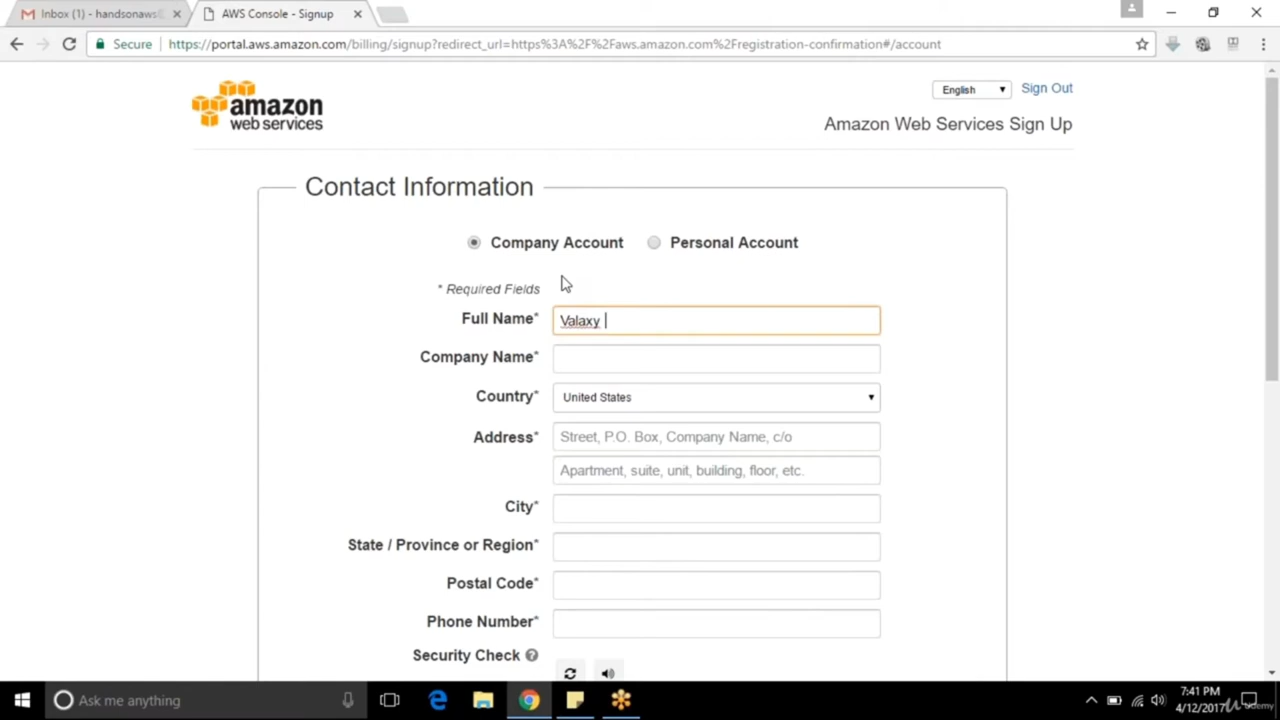 Inbox (1) - handsonaws@
AWS Console - Signup
Secure
https://portal.aws.amazon.com/billing/signup?redirect_url=https%3A%2F%2Faws.amazon.com%2Fregistration-confirmation#/account
amazon
web services
English
Sign Out
Amazon Web Services Sign Up
Contact Information
Company Account
Personal Account
* Required Fields
Full Name*
Valaxy
Company Name*
Country*
United States
Address*
Street, P.O. Box, Company Name, c/o
Apartment, suite, unit, building, floor, etc.
City*
State / Province or Region*
Postal Code*
Phone Number*
Security Check ?
Ask me anything
7:41 PM
4/12/2017
Udemy